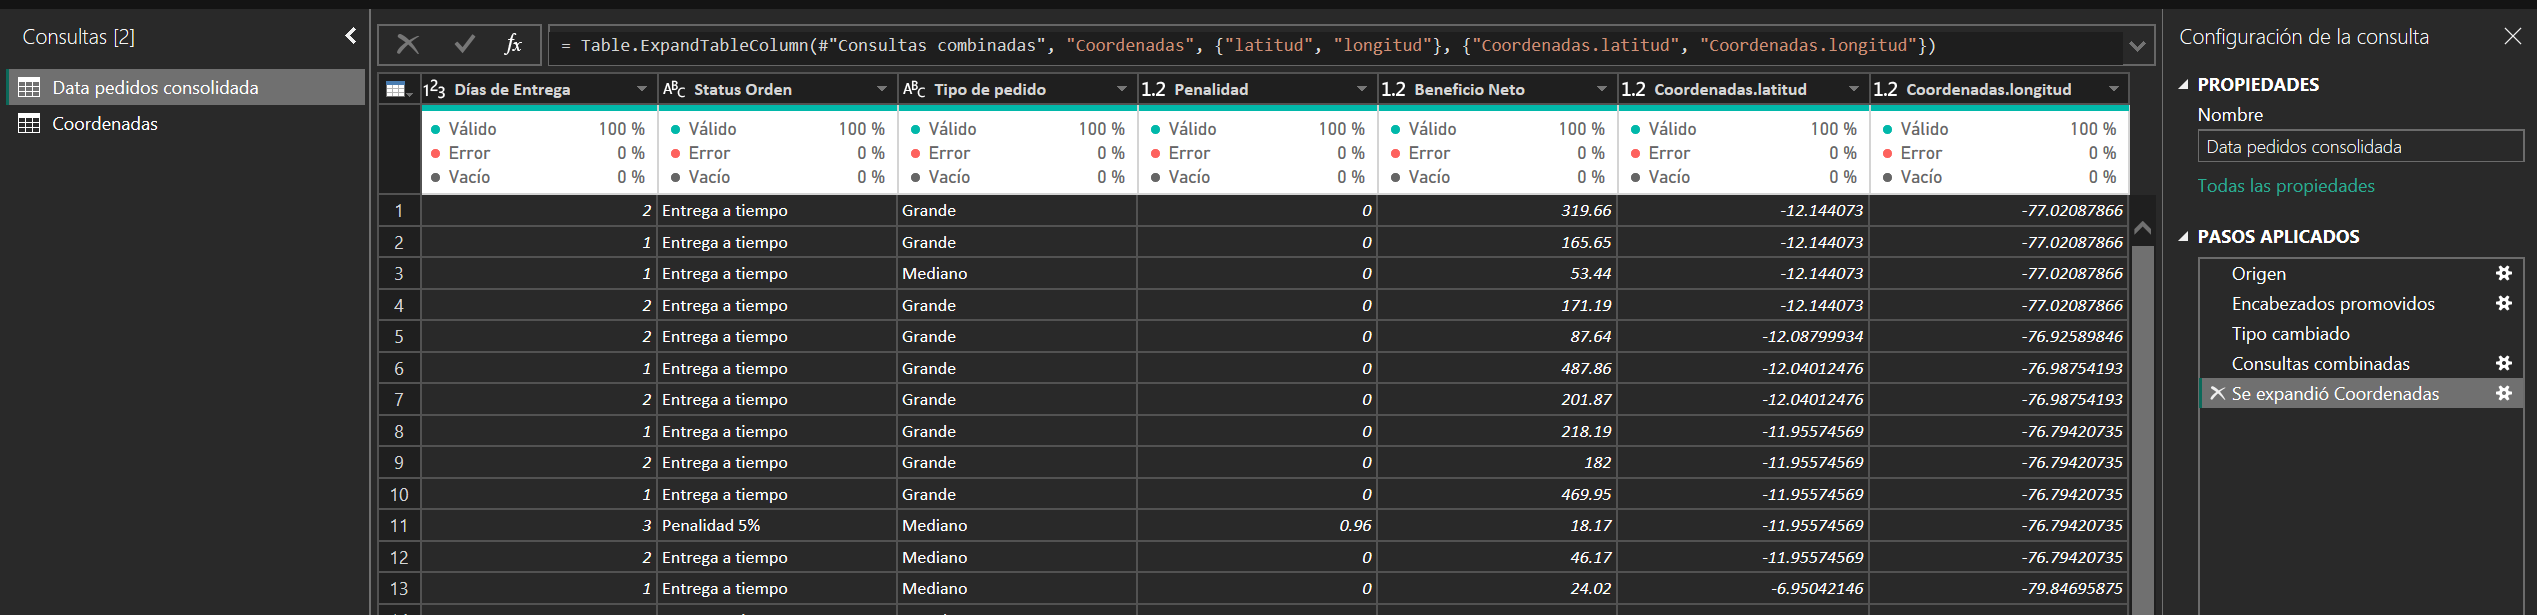 Consultas [2]
Data pedidos consolidada
Coordenadas
fx = Table.ExpandTableColumn(#"Consultas combinadas", "Coordenadas", {"latitud", "longitud"}, {"Coordenadas.latitud", "Coordenadas.longitud"})
1²3 Días de Entrega ABC Status Orden ABC Tipo de pedido 1.2 Penalidad 1.2 Beneficio Neto 1.2 Coordenadas.latitud 1.2 Coordenadas.longitud
Válido 100 % Válido 100 % Válido 100 % Válido 100 % Válido 100 % Válido 100 % Válido 100 %
Error 0 % Error 0 % Error 0 % Error 0 % Error 0 % Error 0 % Error 0 %
Vacío 0 % Vacío 0 % Vacío 0 % Vacío 0 % Vacío 0 % Vacío 0 % Vacío 0 %
1 2 Entrega a tiempo Grande 0 319.66 -12.144073 -77.02087866
2 1 Entrega a tiempo Grande 0 165.65 -12.144073 -77.02087866
3 1 Entrega a tiempo Mediano 0 53.44 -12.144073 -77.02087866
4 2 Entrega a tiempo Grande 0 171.19 -12.144073 -77.02087866
5 2 Entrega a tiempo Grande 0 87.64 -12.08799934 -76.92589846
6 1 Entrega a tiempo Grande 0 487.86 -12.04012476 -76.98754193
7 2 Entrega a tiempo Grande 0 201.87 -12.04012476 -76.98754193
8 1 Entrega a tiempo Grande 0 218.19 -11.95574569 -76.79420735
9 2 Entrega a tiempo Grande 0 182 -11.95574569 -76.79420735
10 1 Entrega a tiempo Grande 0 469.95 -11.95574569 -76.79420735
11 3 Penalidad 5% Mediano 0.96 18.17 -11.95574569 -76.79420735
12 2 Entrega a tiempo Mediano 0 46.17 -11.95574569 -76.79420735
13 1 Entrega a tiempo Mediano 0 24.02 -6.95042146 -79.84695875
Configuración de la consulta
PROPIEDADES
Nombre
Data pedidos consolidada
Todas las propiedades
PASOS APLICADOS
Origen
Encabezados promovidos
Tipo cambiado
Consultas combinadas
Se expandió Coordenadas